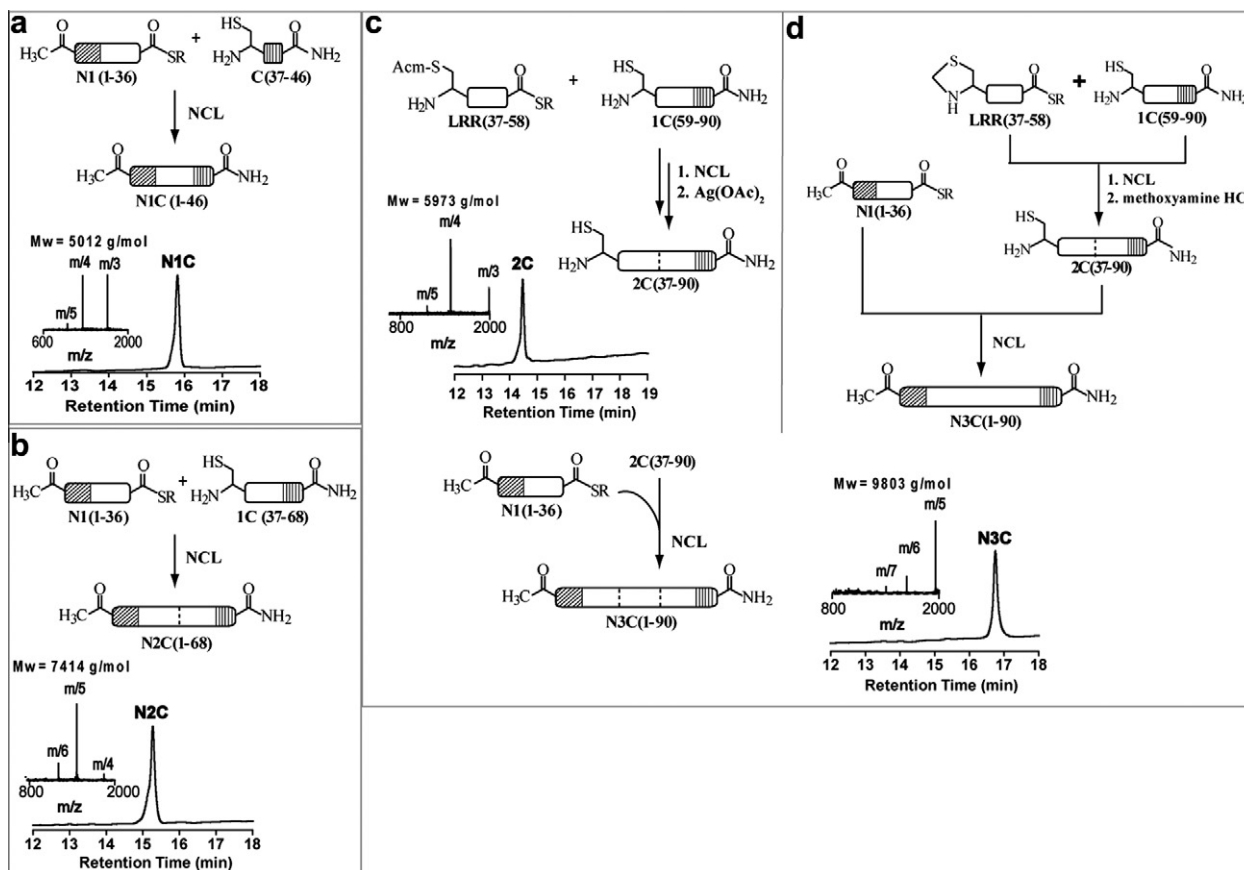 a
O
H₃C
N1 (1-36)
O
SR
+
HS
H₂N
C(37-46)
O
NH₂
NCL
O
H₃C
N1C (1-46)
O
NH₂
Mw = 5012 g/mol
m/4
m/3
m/5
600
2000
m/z
N1C
12 13 14 15 16 17 18
Retention Time (min)
b
O
H₃C
N1(1-36)
O
SR
+
HS
H₂N
1C (37-68)
O
NH₂
NCL
O
H₃C
N2C(1-68)
O
NH₂
Mw = 7414 g/mol
m/5
m/6
m/4
800
2000
m/z
N2C
12 13 14 15 16 17 18
Retention Time (min)
c
Acm-S
H₂N
LRR(37-58)
O
SR
+
HS
H₂N
1C(59-90)
O
NH₂
1. NCL
2. Ag(OAc)₂
HS
H₂N
2C(37-90)
O
NH₂
Mw = 5973 g/mol
m/4
m/3
m/5
800
2000
m/z
2C
12 13 14 15 16 17 18 19
Retention Time (min)
O
H₃C
N1(1-36)
O
SR
2C(37-90)
NCL
O
H₃C
N3C(1-90)
O
NH₂
d
S
N
H
LRR(37-58)
O
SR
+
HS
H₂N
1C(59-90)
O
NH₂
O
H₃C
N1(1-36)
O
SR
1. NCL
2. methoxyamine HCl
HS
H₂N
2C(37-90)
O
NH₂
NCL
O
H₃C
N3C(1-90)
O
NH₂
Mw = 9803 g/mol
m/5
m/6
m/7
800
2000
m/z
N3C
12 13 14 15 16 17 18
Retention Time (min)